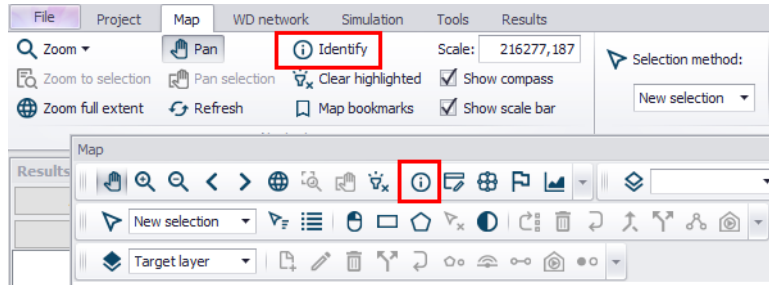 File Project Map WD network Simulation Tools Results
Zoom Pan Identify Scale: 216277,187
Selection method:
Zoom to selection Pan selection Clear highlighted Show compass
New selection
Zoom full extent Refresh Map bookmarks Show scale bar
Map
Results
New selection
Target layer